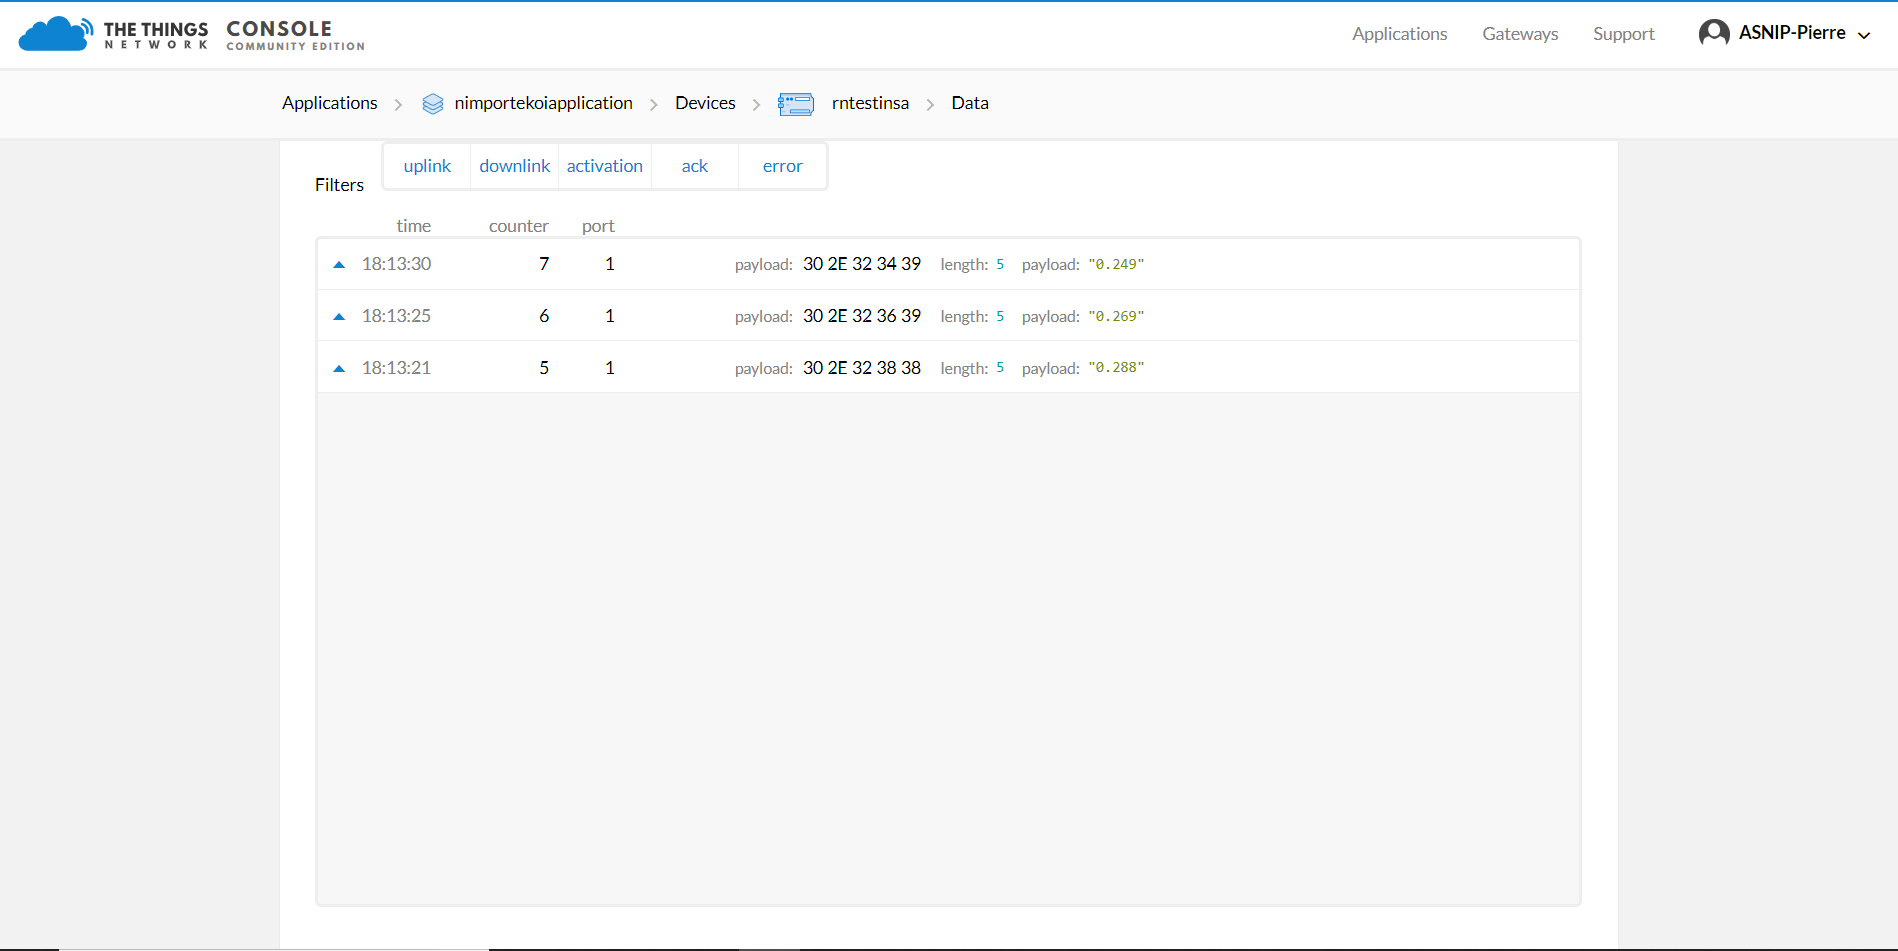 THE THINGS NETWORK CONSOLE COMMUNITY EDITION
Applications Gateways Support ASNIP-Pierre
Applications nimportekoiapplication Devices rntestinsa Data
Filters uplink downlink activation ack error
time counter port
18:13:30 7 1 payload: 30 2E 32 34 39 length: 5 payload: "0.249"
18:13:25 6 1 payload: 30 2E 32 36 39 length: 5 payload: "0.269"
18:13:21 5 1 payload: 30 2E 32 38 38 length: 5 payload: "0.288"